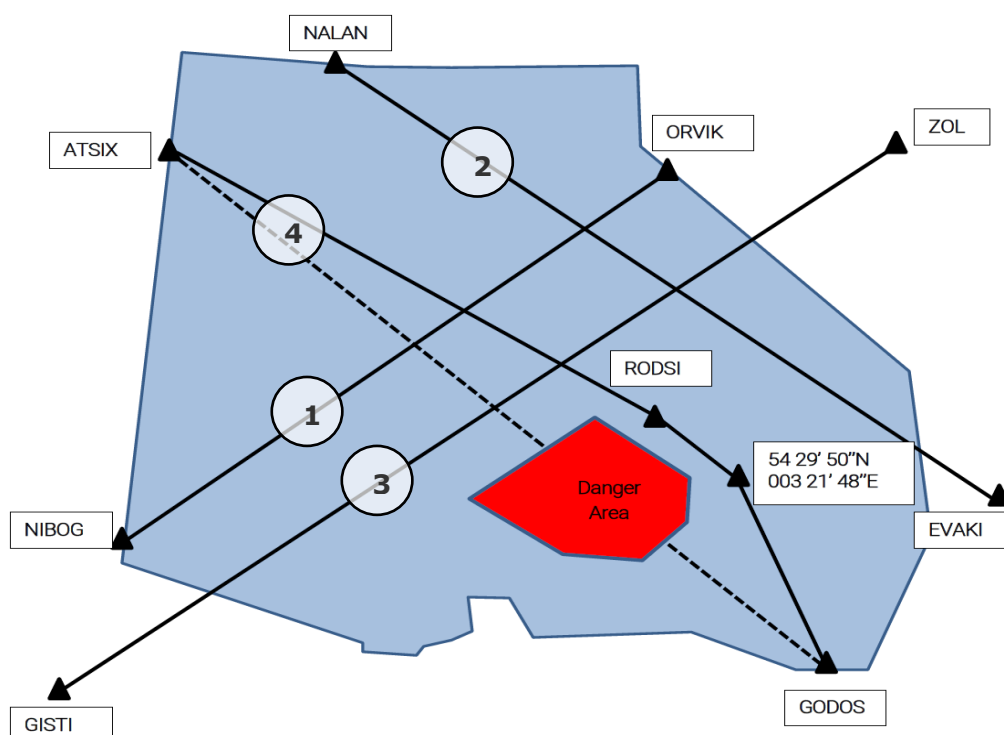 NALAN
ORVIK
ZOL
ATSIX
2
4
RODSI
1
54 29’ 50”N
003 21’ 48”E
3
Danger
Area
NIBOG
EVAKI
GODOS
GISTI